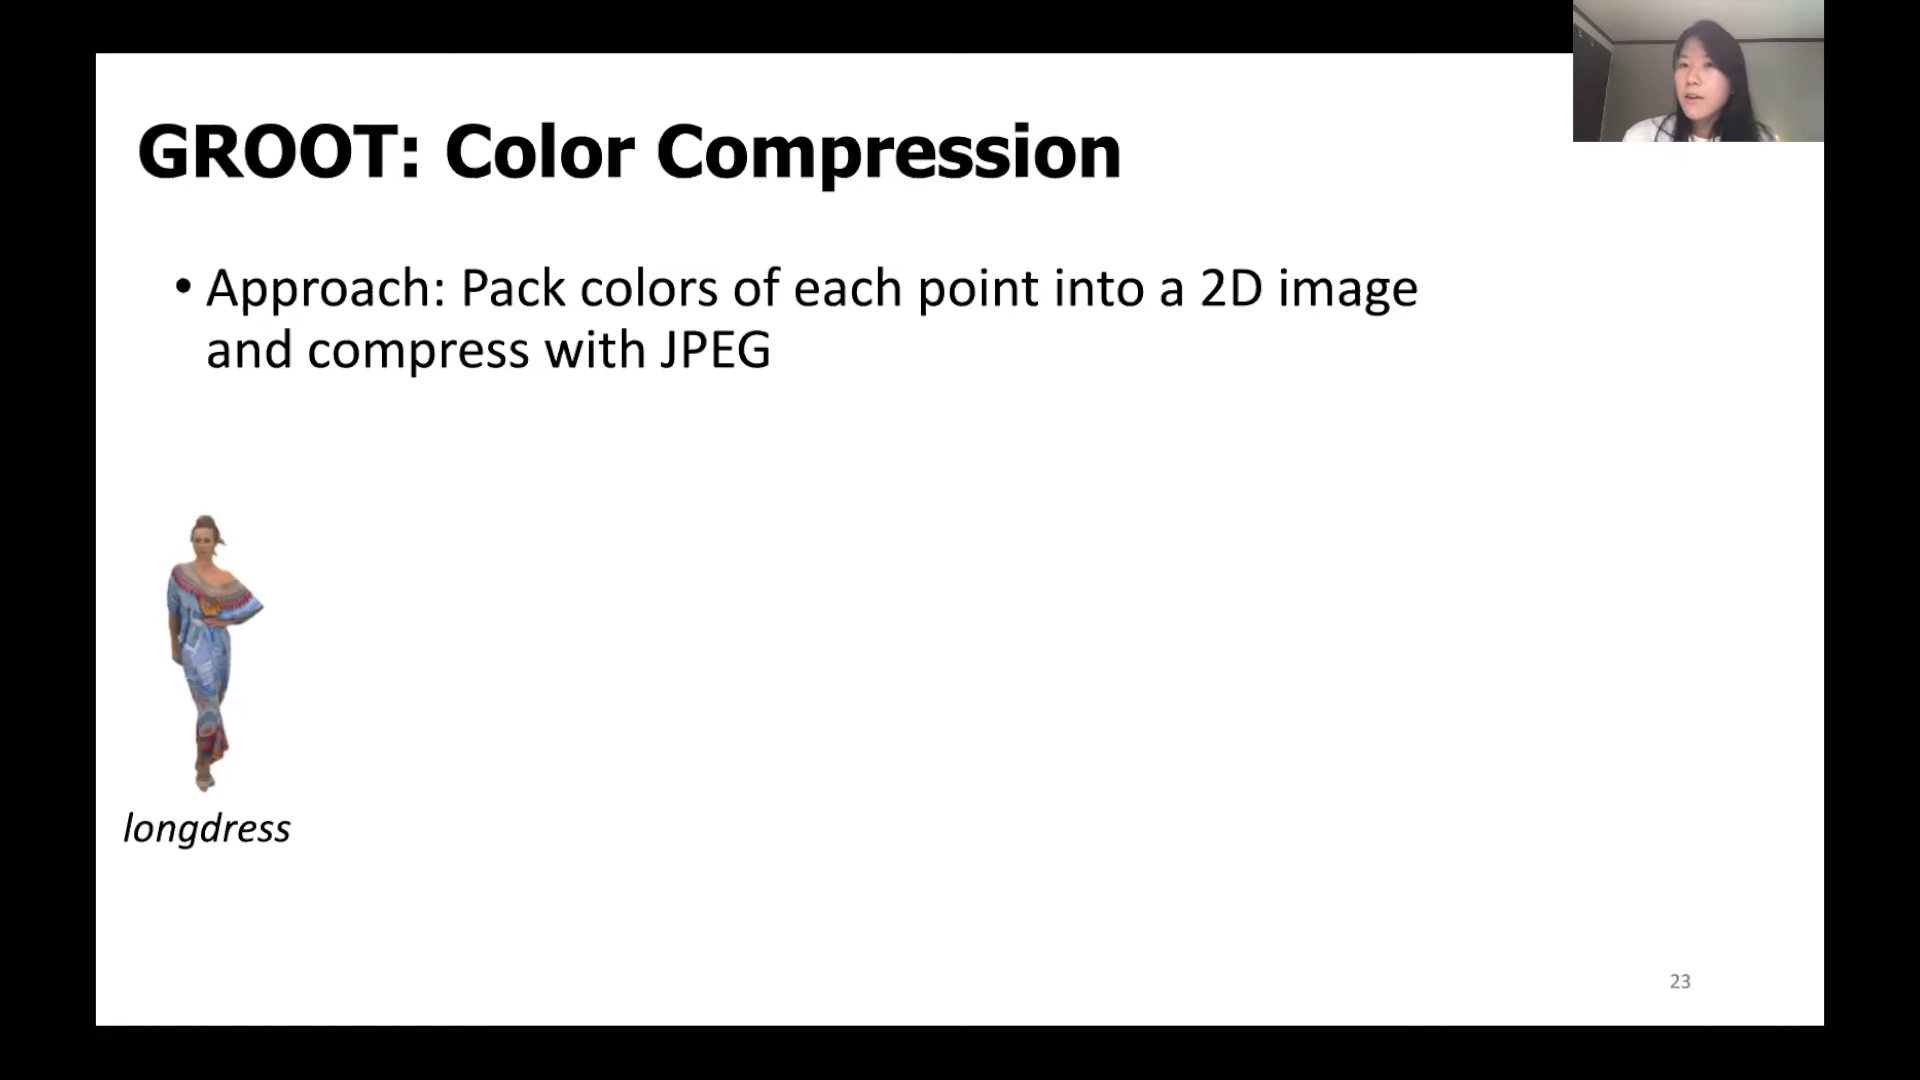 GROOT: Color Compression
• Approach: Pack colors of each point into a 2D image
and compress with JPEG
longdress
23